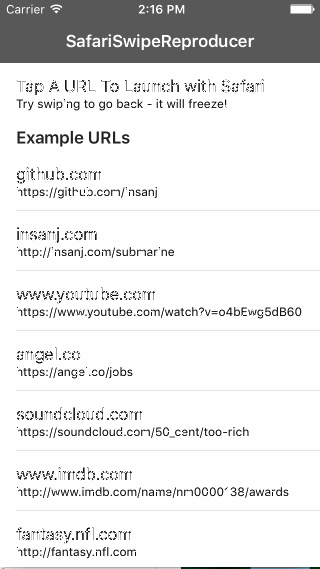 Carrier 2:16 PM
SafariSwipeReproducer
Tap A URL To Launch with Safari
Try swiping to go back - it will freeze!
Example URLs
github.com
https://github.com/insanj
insanj.com
http://insanj.com/submarine
www.youtube.com
https://www.youtube.com/watch?v=o4bEwg5dB60
angel.co
https://angel.co/jobs
soundcloud.com
https://soundcloud.com/50_cent/too-rich
www.imdb.com
http://www.imdb.com/name/nm0000138/awards
fantasy.nfl.com
http://fantasy.nfl.com